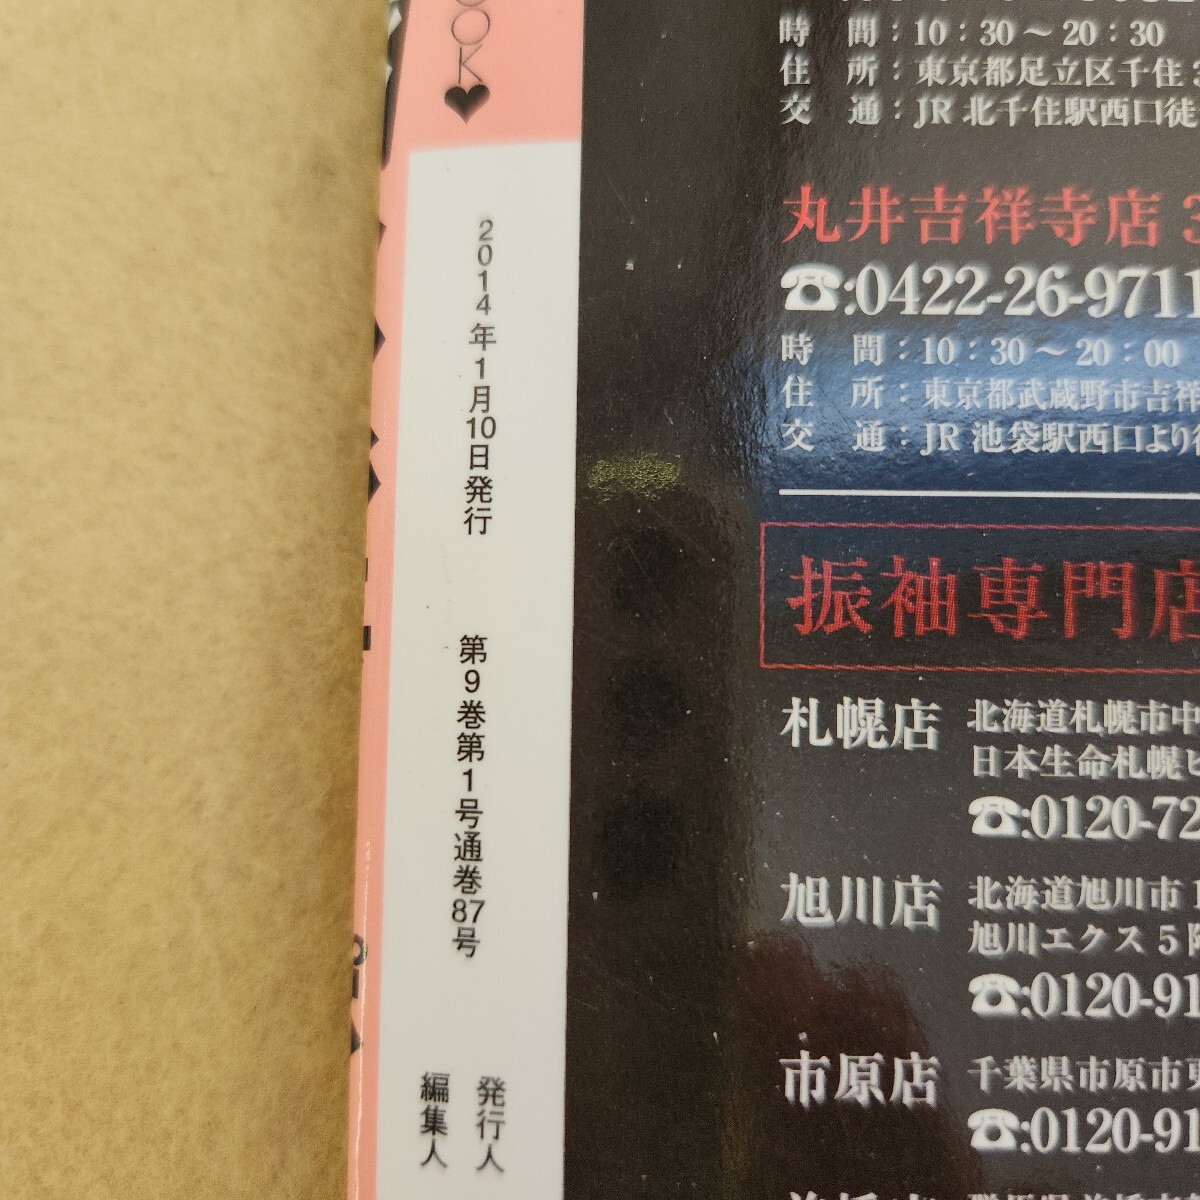 OOK♥
2014年1月10日発行 第9巻第1号通巻87号
発行人
編集人
時 間：10：30～20：30
住 所：東京都足立区千住
交 通：JR 北千住駅西口徒
丸井吉祥寺店 3
☎:0422-26-9711
時 間：10：30～20：00
住 所：東京都武蔵野市吉祥
交 通：JR 池袋駅西口より徒
振袖専門店
札幌店 北海道札幌市中
日本生命札幌ビ
☎:0120-72
旭川店 北海道旭川市1
旭川エクス5階
☎:0120-91
市原店 千葉県市原市更
☎:0120-91